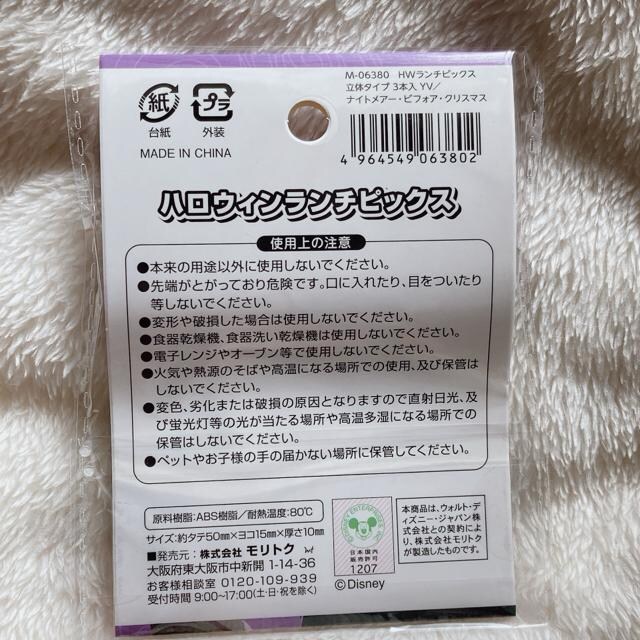 紙
台紙
プラ
外装
MADE IN CHINA
M-06380 HWランチピックス
立体タイプ 3本入 YV/
ナイトメアー・ビフォア・クリスマス
4 964549 063802
ハロウィンランチピックス
使用上の注意
●本来の用途以外に使用しないでください。
●先端がとがっており危険です。口に入れたり、目をついたり
等しないでください。
●変形や破損した場合は使用しないでください。
●食器乾燥機、食器洗い乾燥機は使用しないでください。
●電子レンジやオーブン等で使用しないでください。
●火気や熱源のそばや高温になる場所での使用、及び保管は
しないでください。
●変色、劣化または破損の原因となりますので直射日光、及
び蛍光灯等の光が当たる場所や高温多湿になる場所での
保管はしないでください。
●ペットやお子様の手の届かない場所に保管してください。
原料樹脂:ABS樹脂/耐熱温度:80℃
サイズ:約タテ50mm×ヨコ15mm×厚さ10mm
■発売元:株式会社 モリトク
大阪府東大阪市中新開 1-14-36
お客様相談室 0120-109-939
受付時間 9:00~17:00(土・日・祝を除く)
日本国内
販売許可
1207
©Disney
本商品は、ウォルト・ディ
ズニー・ジャパン株式
会社との契約によ
り、株式会社モリトク
が製造したものです。